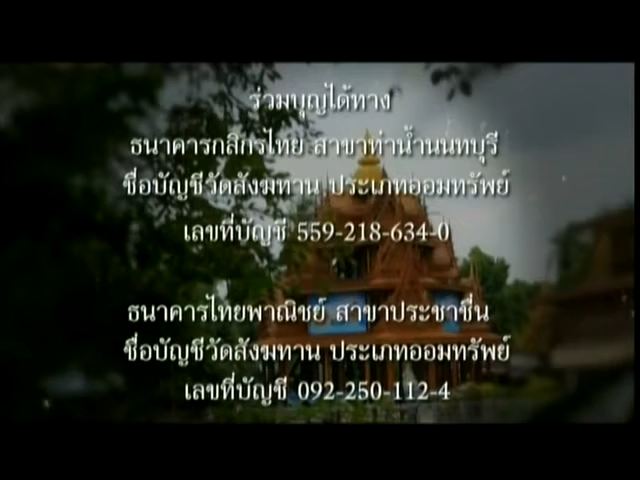 ร่วมบุญได้ทาง
ธนาคารกสิกรไทย สาขาท่าน้ำนนทบุรี
ชื่อบัญชีวัดสังฆทาน ประเภทออมทรัพย์
เลขที่บัญชี 559-218-634-0
ธนาคารไทยพาณิชย์ สาขาประชาชื่น
ชื่อบัญชีวัดสังฆทาน ประเภทออมทรัพย์
เลขที่บัญชี 092-250-112-4